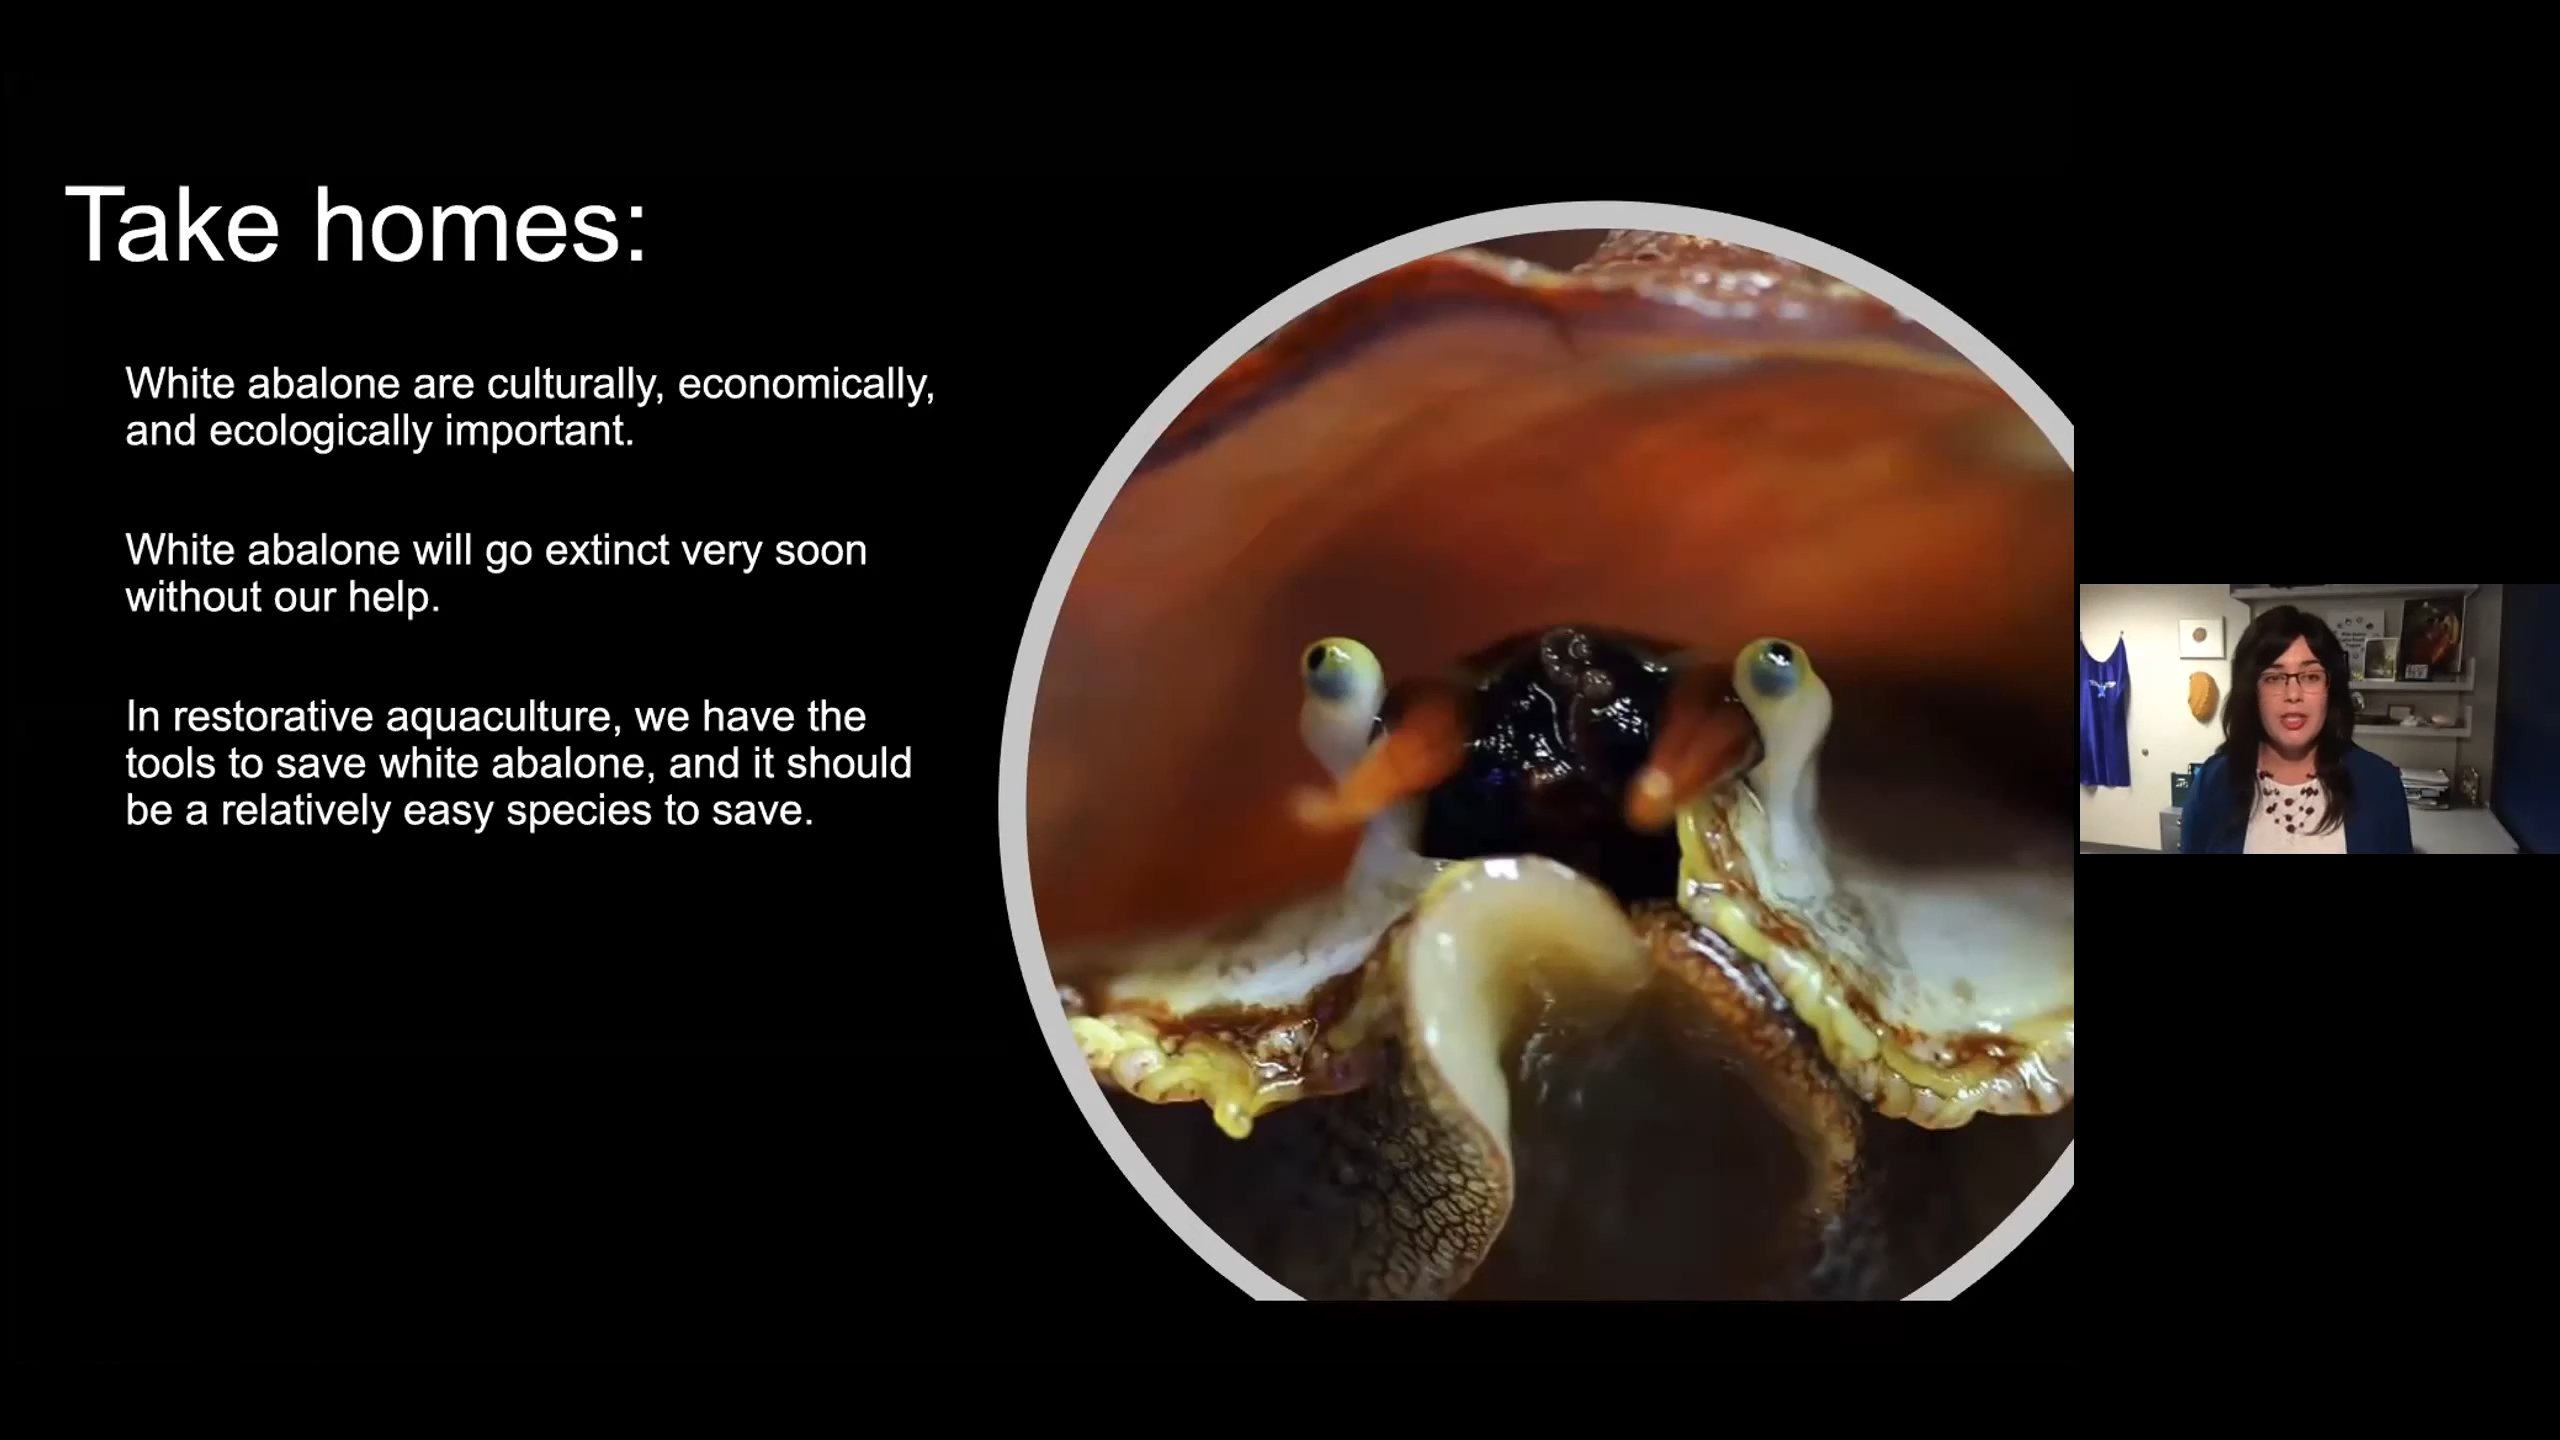 Take homes:
White abalone are culturally, economically,
and ecologically important.
White abalone will go extinct very soon
without our help.
In restorative aquaculture, we have the
tools to save white abalone, and it should
be a relatively easy species to save.